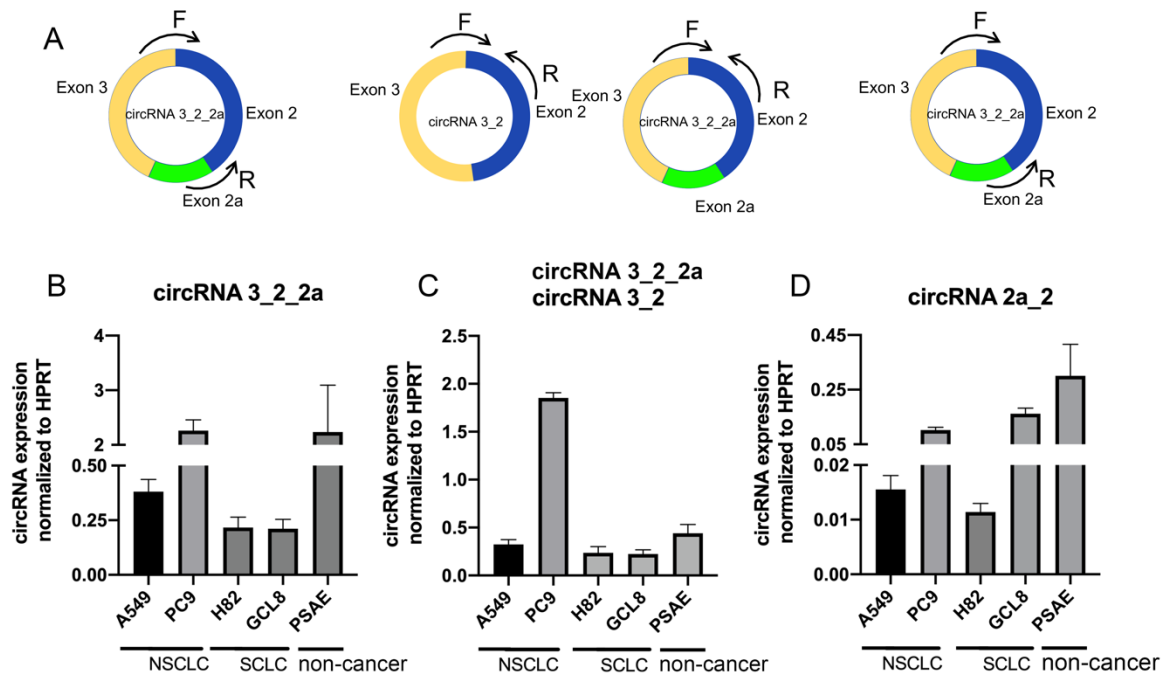 A
F
Exon 3
circRNA 3_2_2a
Exon 2
R
Exon 2a
F
Exon 3
circRNA 3_2
R
Exon 2
F
Exon 3
circRNA 3_2_2a
R
Exon 2
Exon 2a
F
Exon 3
circRNA 3_2_2a
Exon 2
R
Exon 2a
B
circRNA 3_2_2a
circRNA expression
normalized to HPRT
4
3
2
0.50
0.25
0.00
A549
PC9
H82
GCL8
PSAE
NSCLC
SCLC
non-cancer
C
circRNA 3_2_2a
circRNA 3_2
circRNA expression
normalized to HPRT
2.5
2.0
1.5
1.0
0.5
0.0
A549
PC9
H82
GCL8
PSAE
NSCLC
SCLC
non-cancer
D
circRNA 2a_2
circRNA expression
normalized to HPRT
0.45
0.25
0.05
0.02
0.01
0.00
A549
PC9
H82
GCL8
PSAE
NSCLC
SCLC
non-cancer